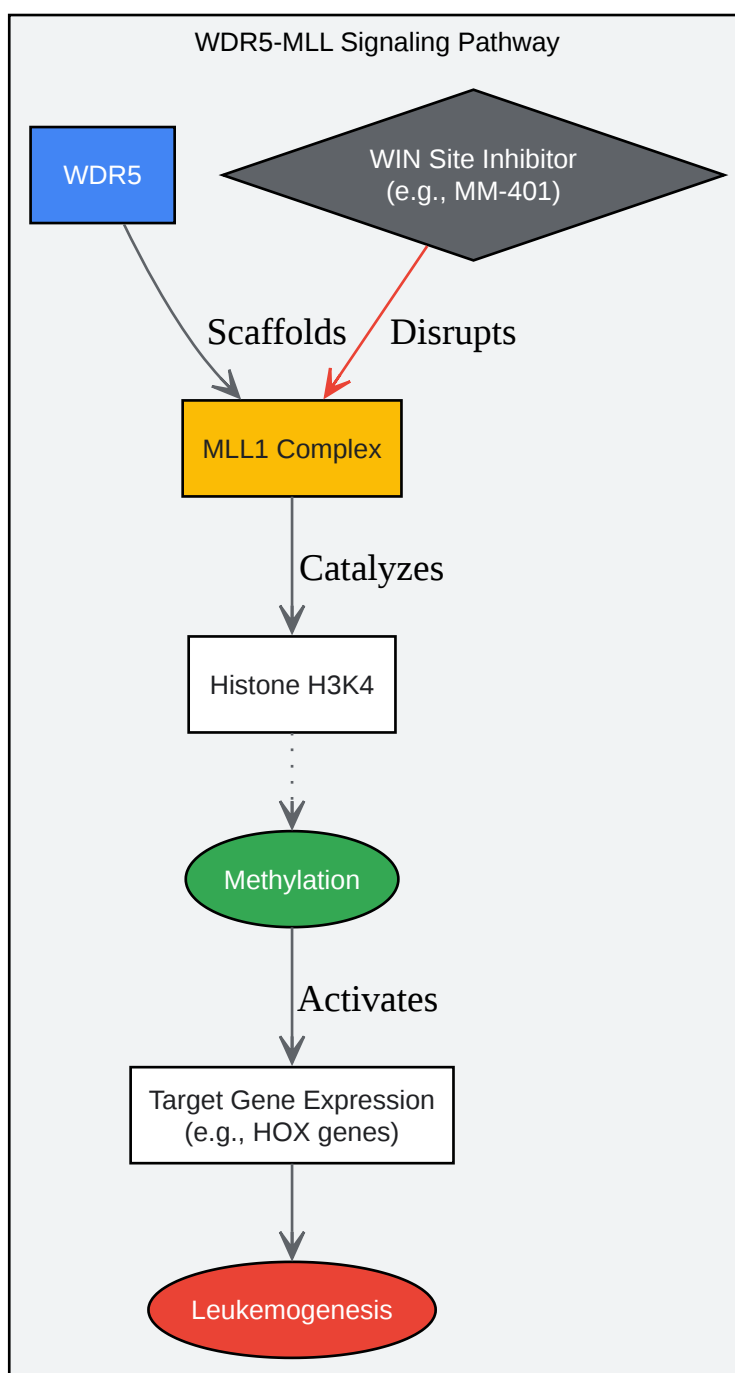 WDR5-MLL Signaling Pathway
WDR5
WIN Site Inhibitor
(e.g., MM-401)
Scaffolds
Disrupts
MLL1 Complex
Catalyzes
Histone H3K4
Methylation
Activates
Target Gene Expression
(e.g., HOX genes)
Leukemogenesis